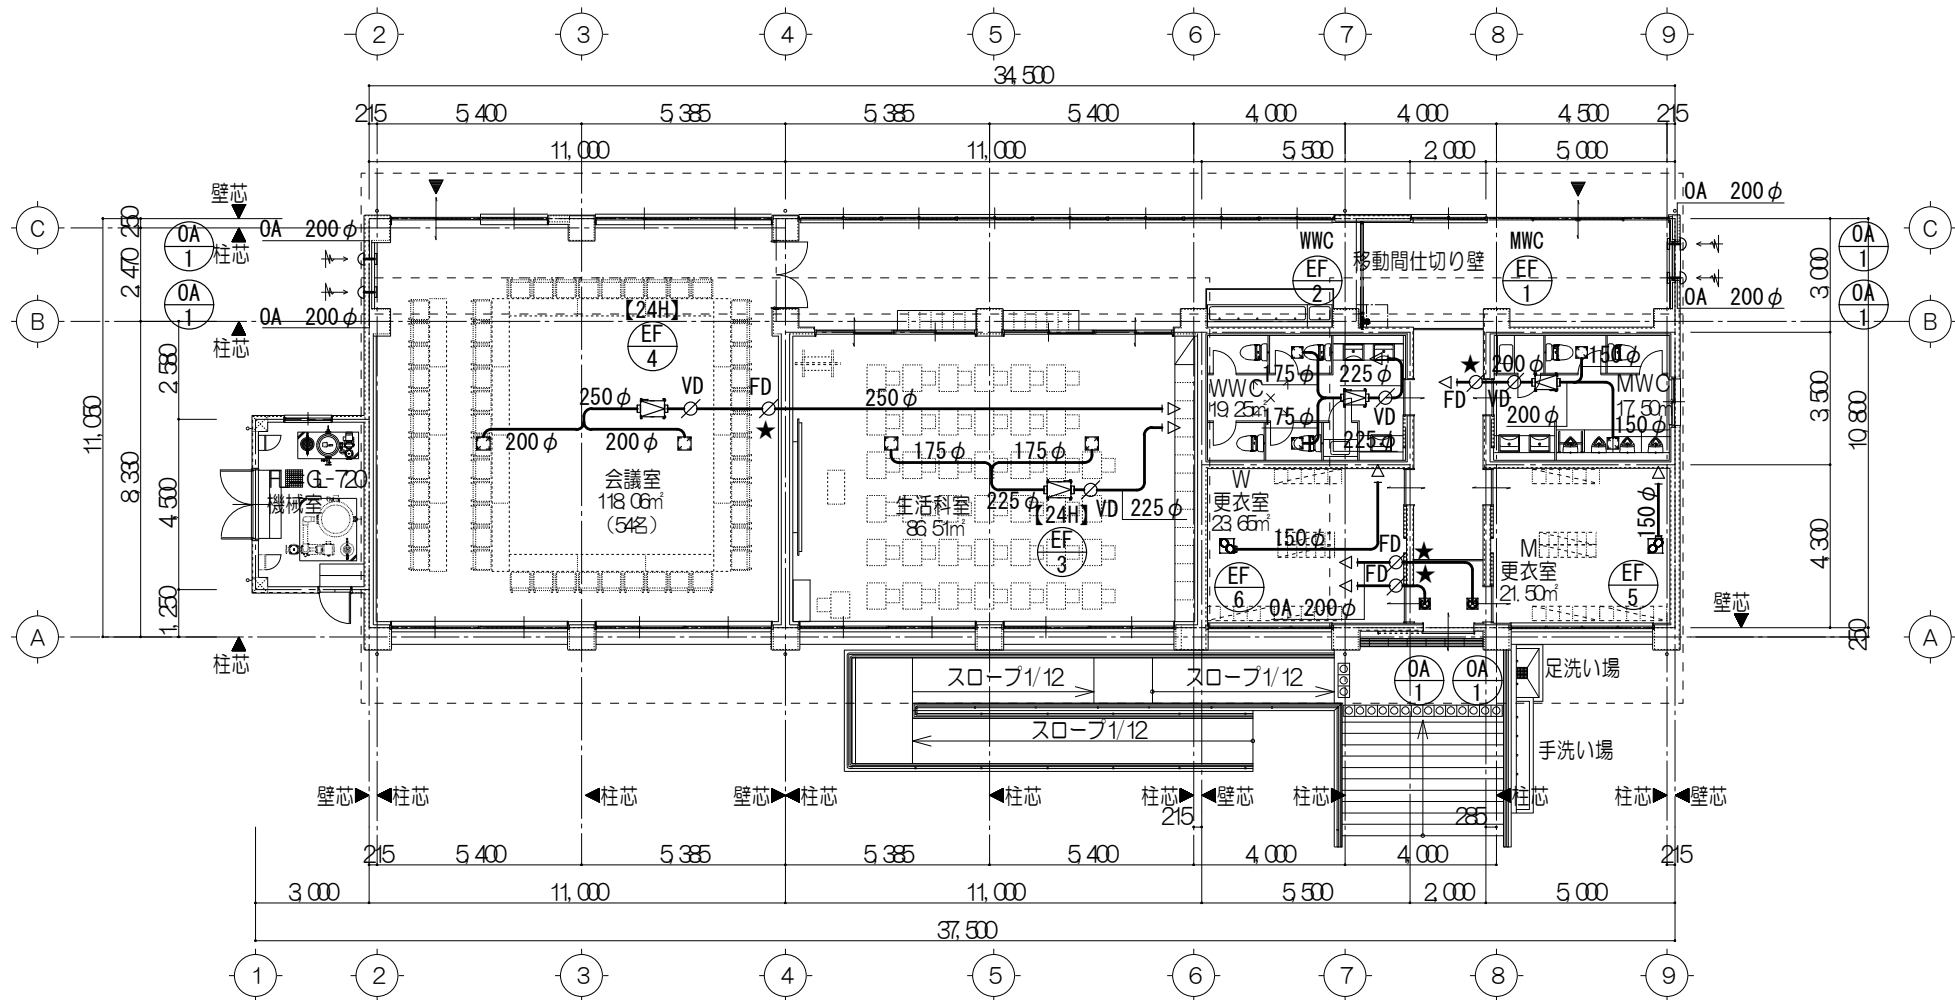 2 3 4 5 6 7 8 9
34,500
215 5,400 5,385 5,385 5,400 4,000 4,000 4,500 215
11,000 11,000 5,500 2,000 5,000
壁芯
OA 200φ
C
250
OA 200φ
柱芯
OA
1
WWC
EF
2
移動間仕切り壁
MWC
EF
1
OA
1
C
2,470
3,000
OA
1
OA 200φ
【24H】
EF
4
OA 200φ
OA
1
B
柱芯
B
11,050
8,330
2,580
250φ
VD
FD
★
200φ
200φ
250φ
175φ
225φ
WWC
19.25㎡
VD
175φ
225φ
★
200φ
FD
VD
150φ
MWC
17.50㎡
200φ
150φ
3,500
10,800
機械室
4,500
会議室
118.06㎡
(54名)
175φ
175φ
生活科室
86.51㎡
225φ
【24H】
VD
225φ
EF
3
W
更衣室
23.65㎡
150φ
FD
★
FD
★
EF
6
OA 200φ
M
更衣室
21.50㎡
150φ
EF
5
4,300
1,250
壁芯
A
柱芯
250
A
スロープ1/12
スロープ1/12
スロープ1/12
OA
1
OA
1
足洗い場
手洗い場
壁芯 柱芯 柱芯 壁芯 柱芯 柱芯 柱芯 壁芯 柱芯 柱芯 柱芯 壁芯
215 285
215 5,400 5,385 5,385 5,400 4,000 4,000 215
3,000 11,000 11,000 5,500 2,000 5,000
37,500
1 2 3 4 5 6 7 8 9